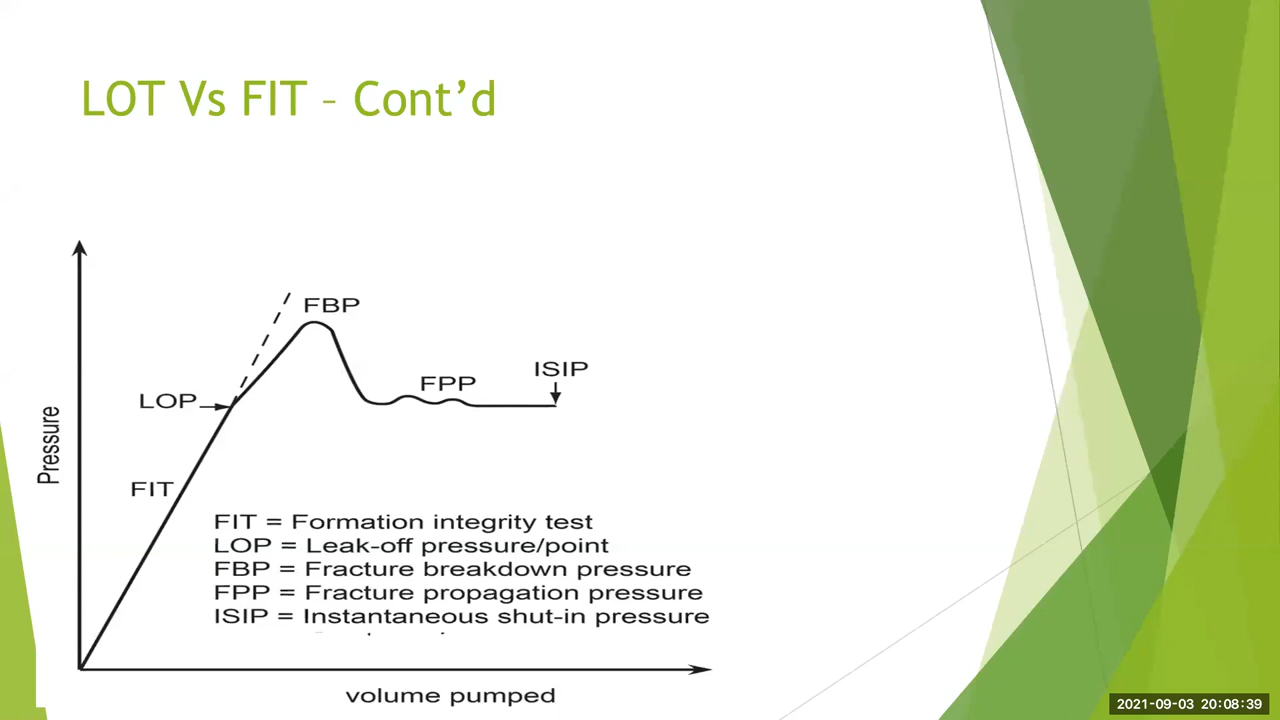 LOT Vs FIT – Cont’d
FBP
ISIP
FPP
LOP
Pressure
FIT
FIT = Formation integrity test
LOP = Leak-off pressure/point
FBP = Fracture breakdown pressure
FPP = Fracture propagation pressure
ISIP = Instantaneous shut-in pressure
volume pumped
2021-09-03 20:08:39